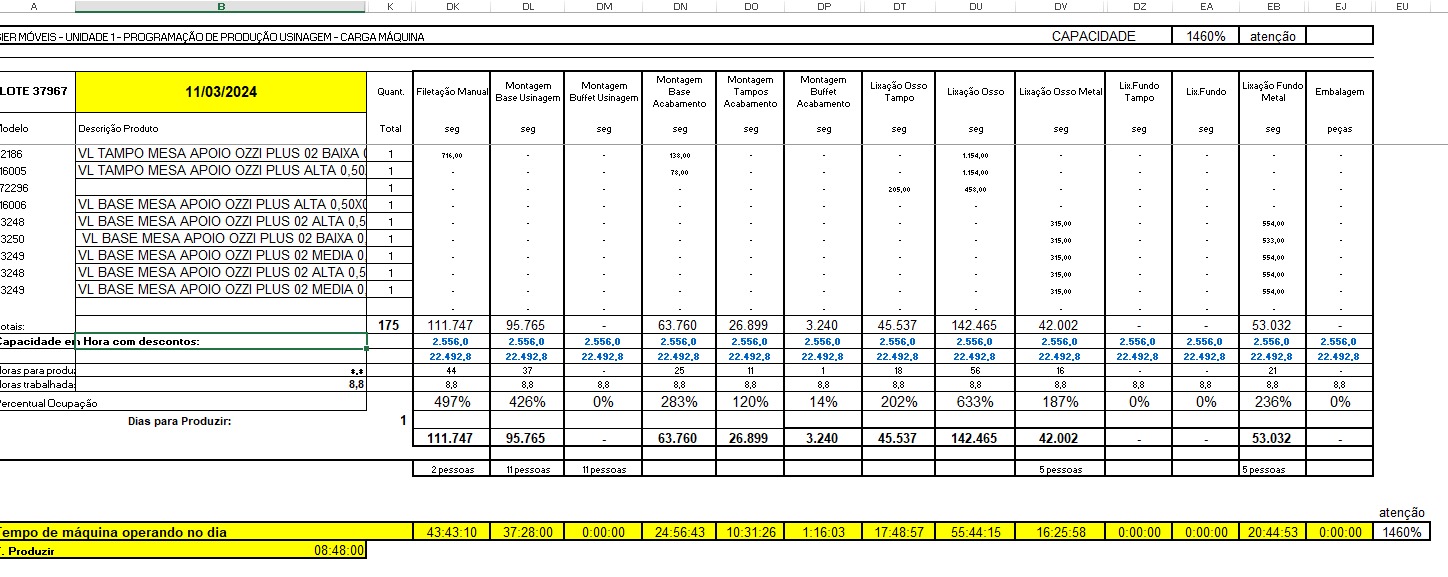 A B K DK DL DM DN DO DP DT DU DV DZ EA EB EJ EU
IER MÓVEIS - UNIDADE 1 - PROGRAMAÇÃO DE PRODUÇÃO USINAGEM - CARGA MÁQUINA CAPACIDADE 1460% atenção
LOTE 37967 11/03/2024 Quant. Filetação Manual Montagem Base Usinagem Montagem Buffet Usinagem Montagem Base Acabamento Montagem Tampos Acabamento Montagem Buffet Acabamento Lixação Osso Tampo Lixação Osso Lixação Osso Metal Lix.Fundo Tampo Lix.Fundo Lixação Fundo Metal Embalagem
Modelo Descrição Produto Total seg seg seg seg seg seg seg seg seg seg seg seg peças
2186 VL TAMPO MESA APOIO OZZI PLUS 02 BAIXA 0 1 716,00 - - 138,00 - - - 1.154,00 - - - - -
16005 VL TAMPO MESA APOIO OZZI PLUS ALTA 0,50 1 - - - 78,00 - - - 1.154,00 - - - - -
72296 1 - - - - - - 205,00 458,00 - - - - -
16006 VL BASE MESA APOIO OZZI PLUS ALTA 0,50X0 1 - - - - - - - - - - - - -
3248 VL BASE MESA APOIO OZZI PLUS 02 ALTA 0,5 1 - - - - - - - - 315,00 - - 554,00 -
3250 VL BASE MESA APOIO OZZI PLUS 02 BAIXA 0, 1 - - - - - - - - 315,00 - - 533,00 -
3249 VL BASE MESA APOIO OZZI PLUS 02 MEDIA 0, 1 - - - - - - - - 315,00 - - 554,00 -
3248 VL BASE MESA APOIO OZZI PLUS 02 ALTA 0,5 1 - - - - - - - - 315,00 - - 554,00 -
3249 VL BASE MESA APOIO OZZI PLUS 02 MEDIA 0, 1 - - - - - - - - 315,00 - - 554,00 -
- - - - - - - - - - - - -
otais: 175 111.747 95.765 - 63.760 26.899 3.240 45.537 142.465 42.002 - - 53.032 -
Capacidade em Hora com descontos: 2.556,0 2.556,0 2.556,0 2.556,0 2.556,0 2.556,0 2.556,0 2.556,0 2.556,0 2.556,0 2.556,0 2.556,0 2.556,0
22.492,8 22.492,8 22.492,8 22.492,8 22.492,8 22.492,8 22.492,8 22.492,8 22.492,8 22.492,8 22.492,8 22.492,8 22.492,8
oras para produz *,* 44 37 - 25 11 1 18 56 16 - - 21 -
oras trabalhadas 8,8 8,8 8,8 8,8 8,8 8,8 8,8 8,8 8,8 8,8 8,8 8,8 8,8 8,8
Percentual Ocupação 497% 426% 0% 283% 120% 14% 202% 633% 187% 0% 0% 236% 0%
Dias para Produzir: 1
111.747 95.765 - 63.760 26.899 3.240 45.537 142.465 42.002 - - 53.032 -
2 pessoas 11 pessoas 11 pessoas 5 pessoas 5 pessoas
atenção
Tempo de máquina operando no dia 43:43:10 37:28:00 0:00:00 24:56:43 10:31:26 1:16:03 17:48:57 55:44:15 16:25:58 0:00:00 0:00:00 20:44:53 0:00:00 1460%
. Produzir 08:48:00